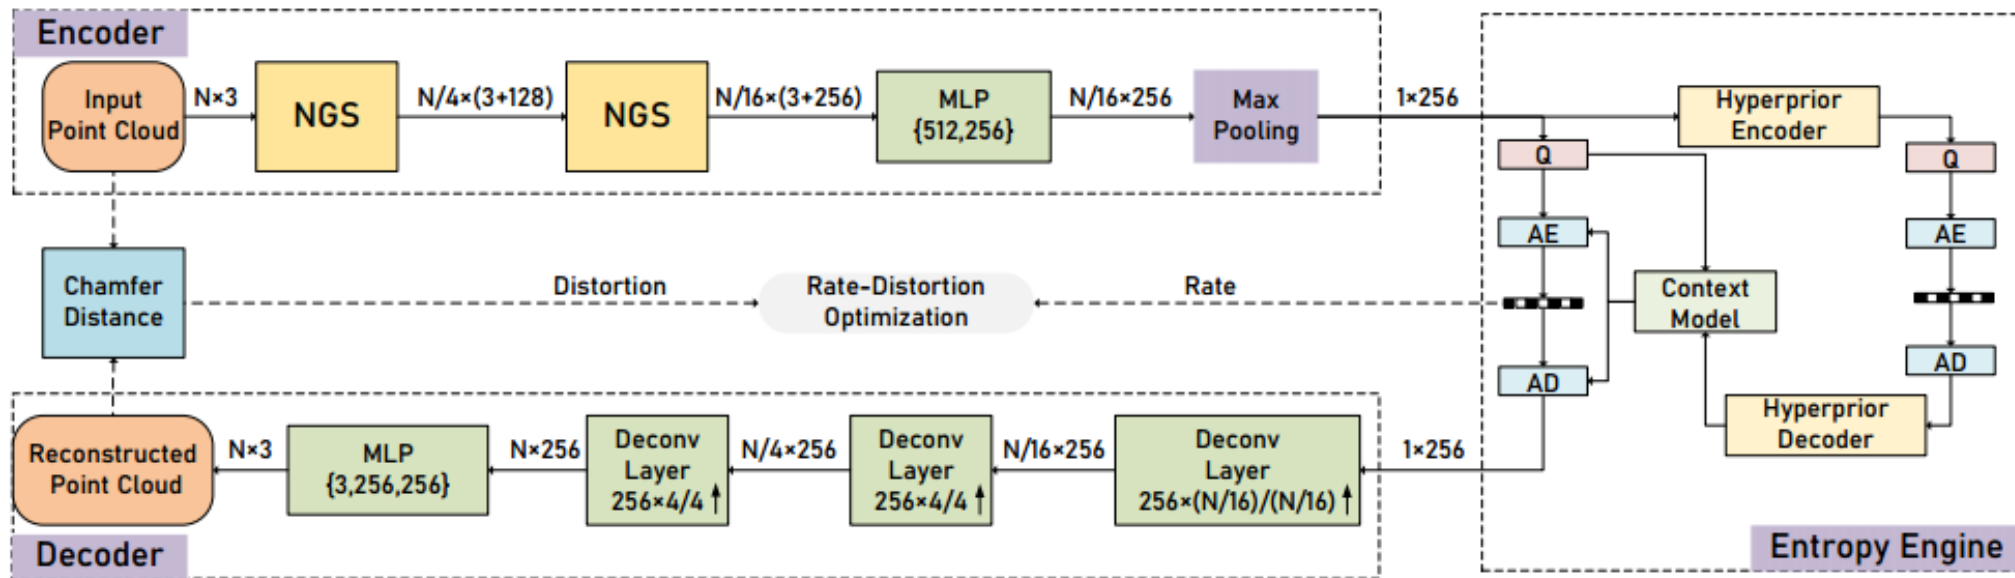 Encoder
Input
Point Cloud
N×3
NGS
N/4×(3+128)
NGS
N/16×(3+256)
MLP
{512,256}
N/16×256
Max
Pooling
1×256
Hyperprior
Encoder
Q
Q
AE
AE
Chamfer
Distance
Distortion
Rate-Distortion
Optimization
Rate
Context
Model
AD
AD
Hyperprior
Decoder
Reconstructed
Point Cloud
N×3
MLP
{3,256,256}
N×256
Deconv
Layer
256×4/4
N/4×256
Deconv
Layer
256×4/4
N/16×256
Deconv
Layer
256×(N/16)/(N/16)
1×256
Decoder
Entropy Engine